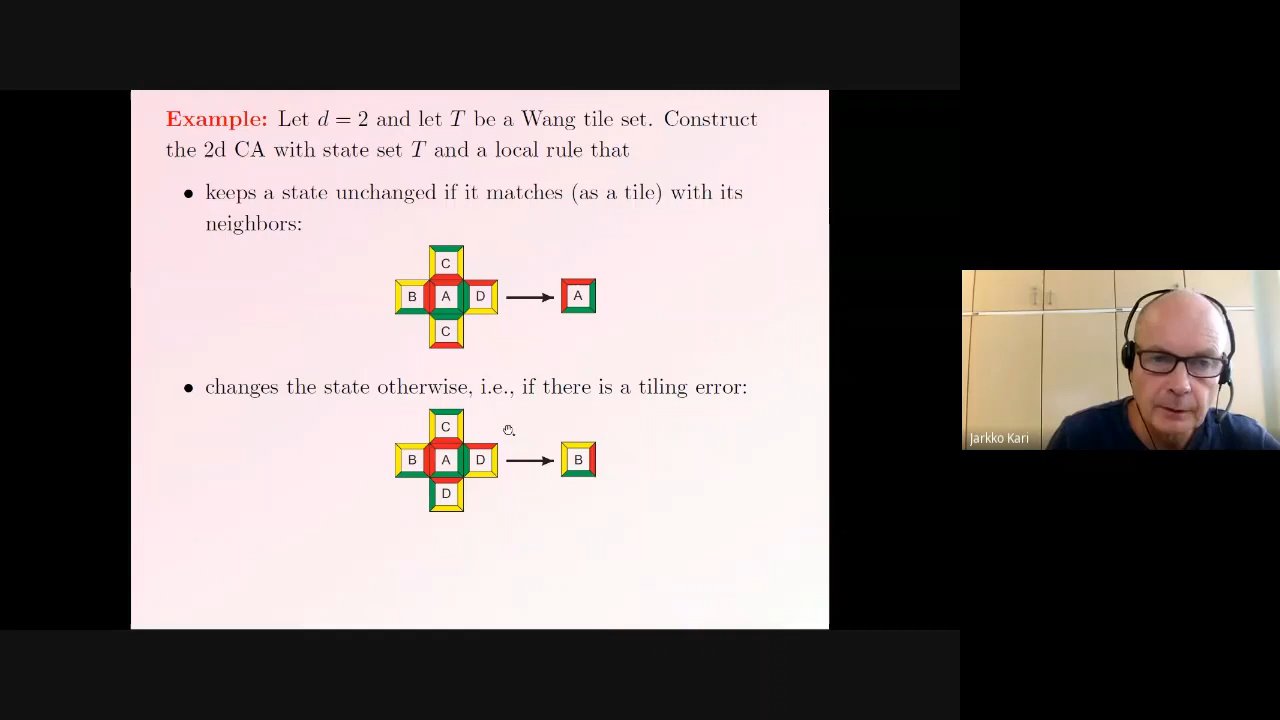 Example: Let d = 2 and let T be a Wang tile set. Construct
the 2d CA with state set T and a local rule that
• keeps a state unchanged if it matches (as a tile) with its
neighbors:
C
B A D A
C
• changes the state otherwise, i.e., if there is a tiling error:
C
B A D B
D
Jarkko Kari